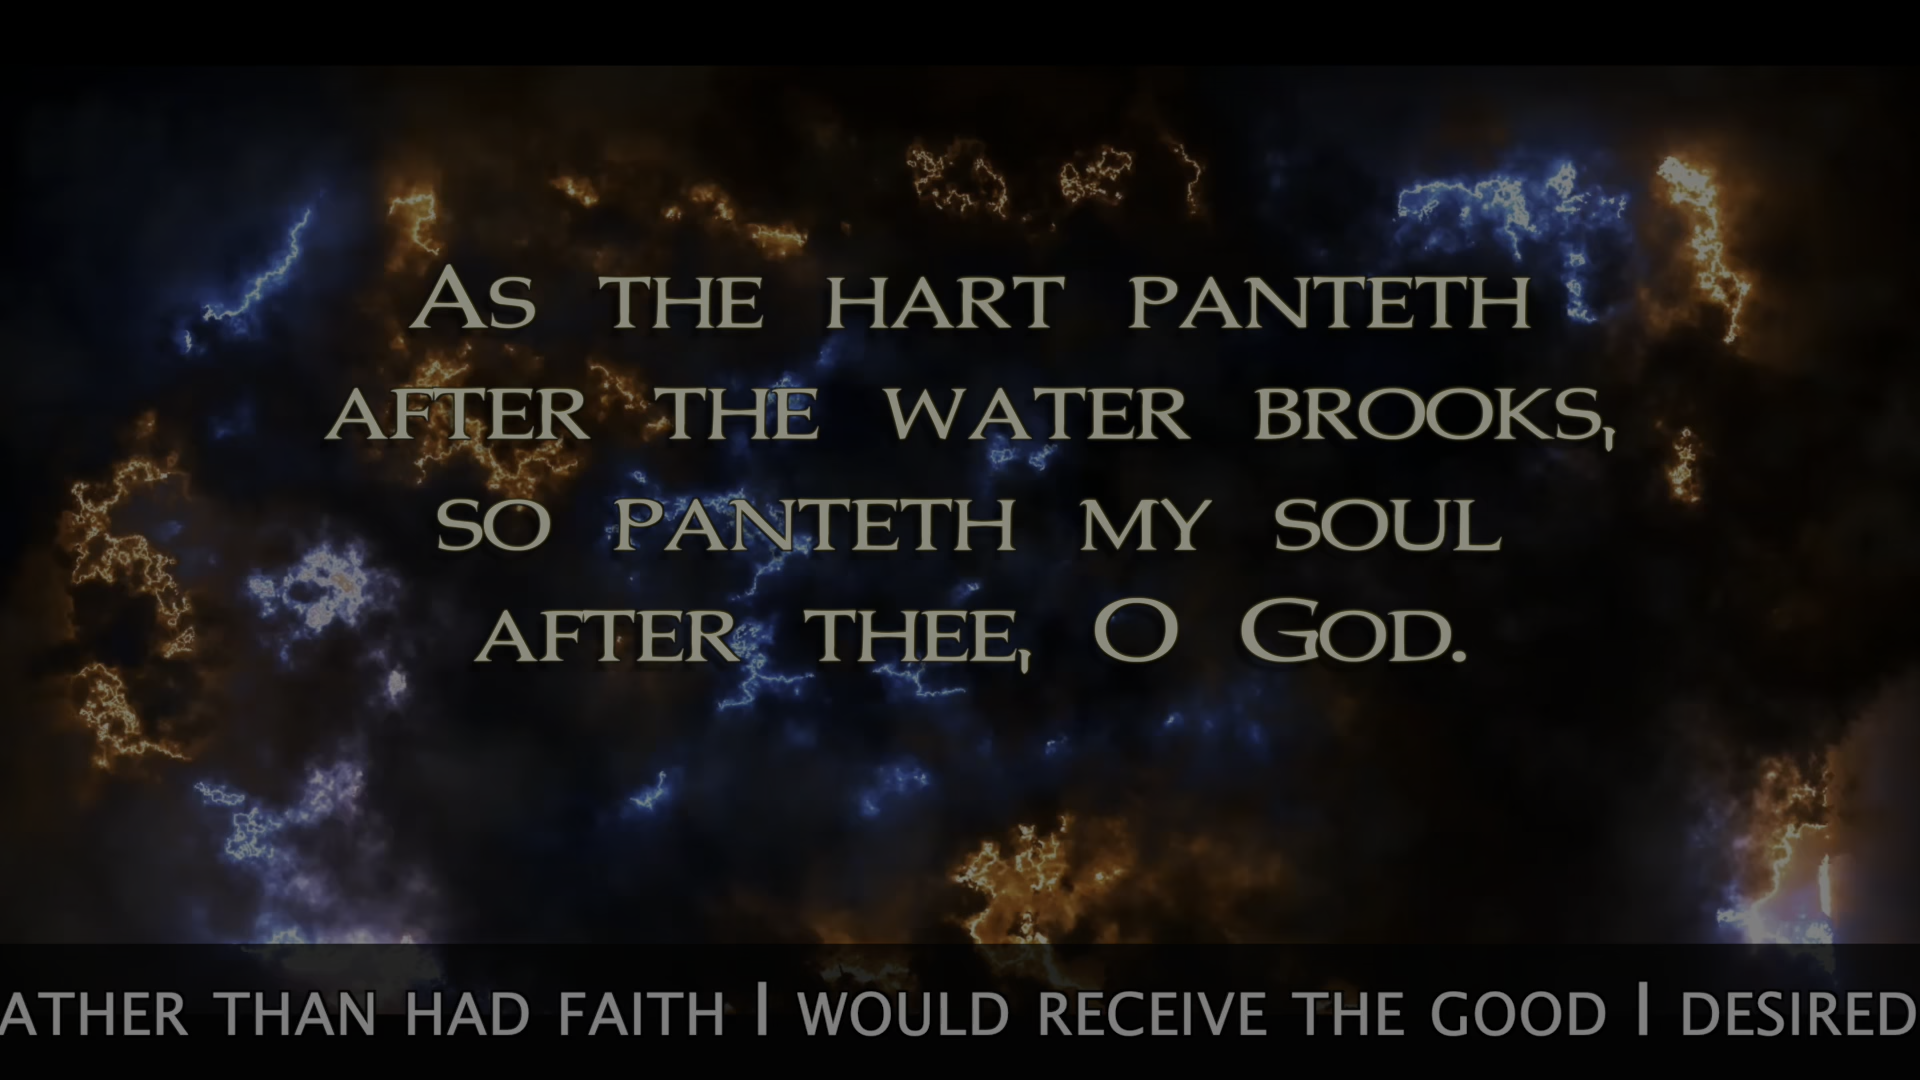 As the hart panteth
after the water brooks,
so panteth my soul
after thee, O God.
ATHER THAN HAD FAITH I WOULD RECEIVE THE GOOD I DESIRED